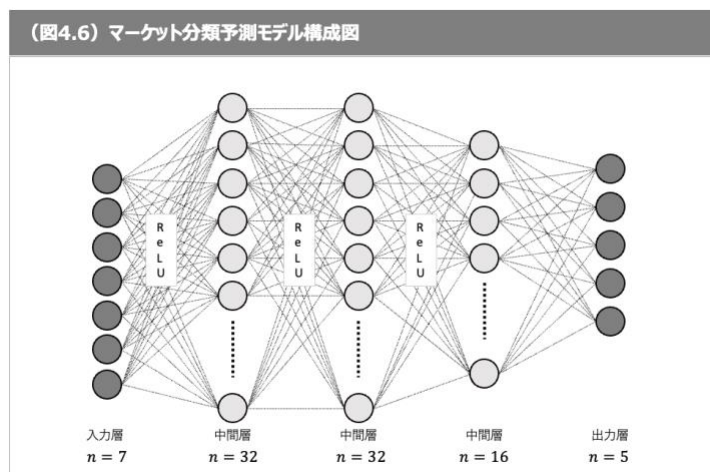 （図4.6）マーケット分類予測モデル構成図
ReLU
ReLU
ReLU
入力層 中間層 中間層 中間層 出力層
n = 7 n = 32 n = 32 n = 16 n = 5